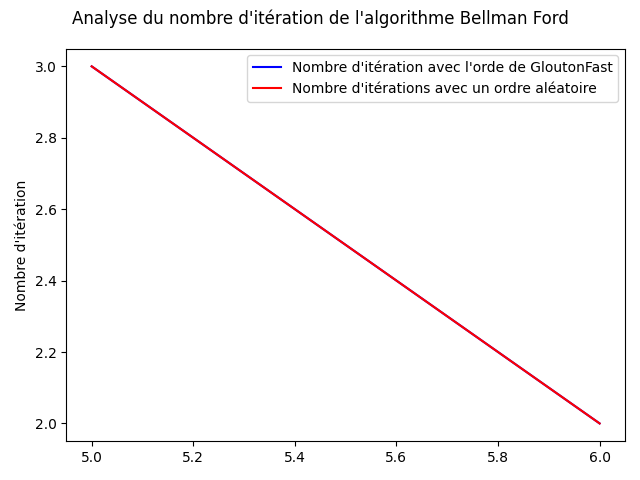 Analyse du nombre d'itération de l'algorithme Bellman Ford
Nombre d'itération avec l'orde de GloutonFast
Nombre d'itérations avec un ordre aléatoire
Nombre d'itération
3.0
2.8
2.6
2.4
2.2
2.0
5.0 5.2 5.4 5.6 5.8 6.0